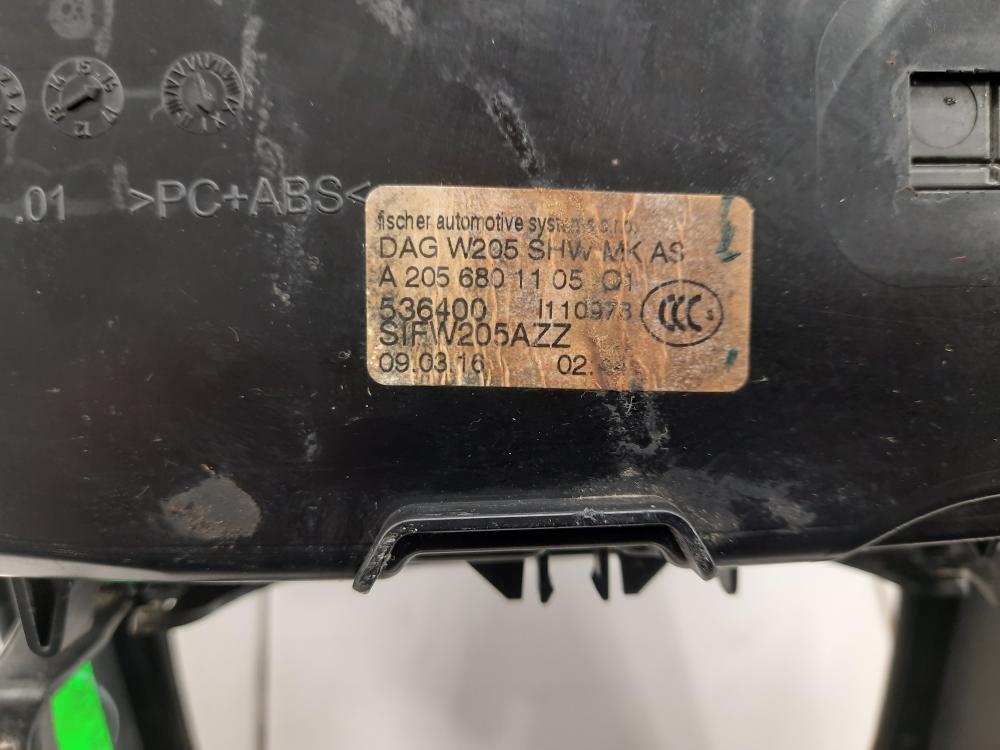 .01 >PC+ABS<
fischer automotive systems s.r.o.
DAG W205 SHW MK AS
A 205 680 11 05 Q1
536400 I110973
CCC S
SIFW205AZZ
09.03.16 02.